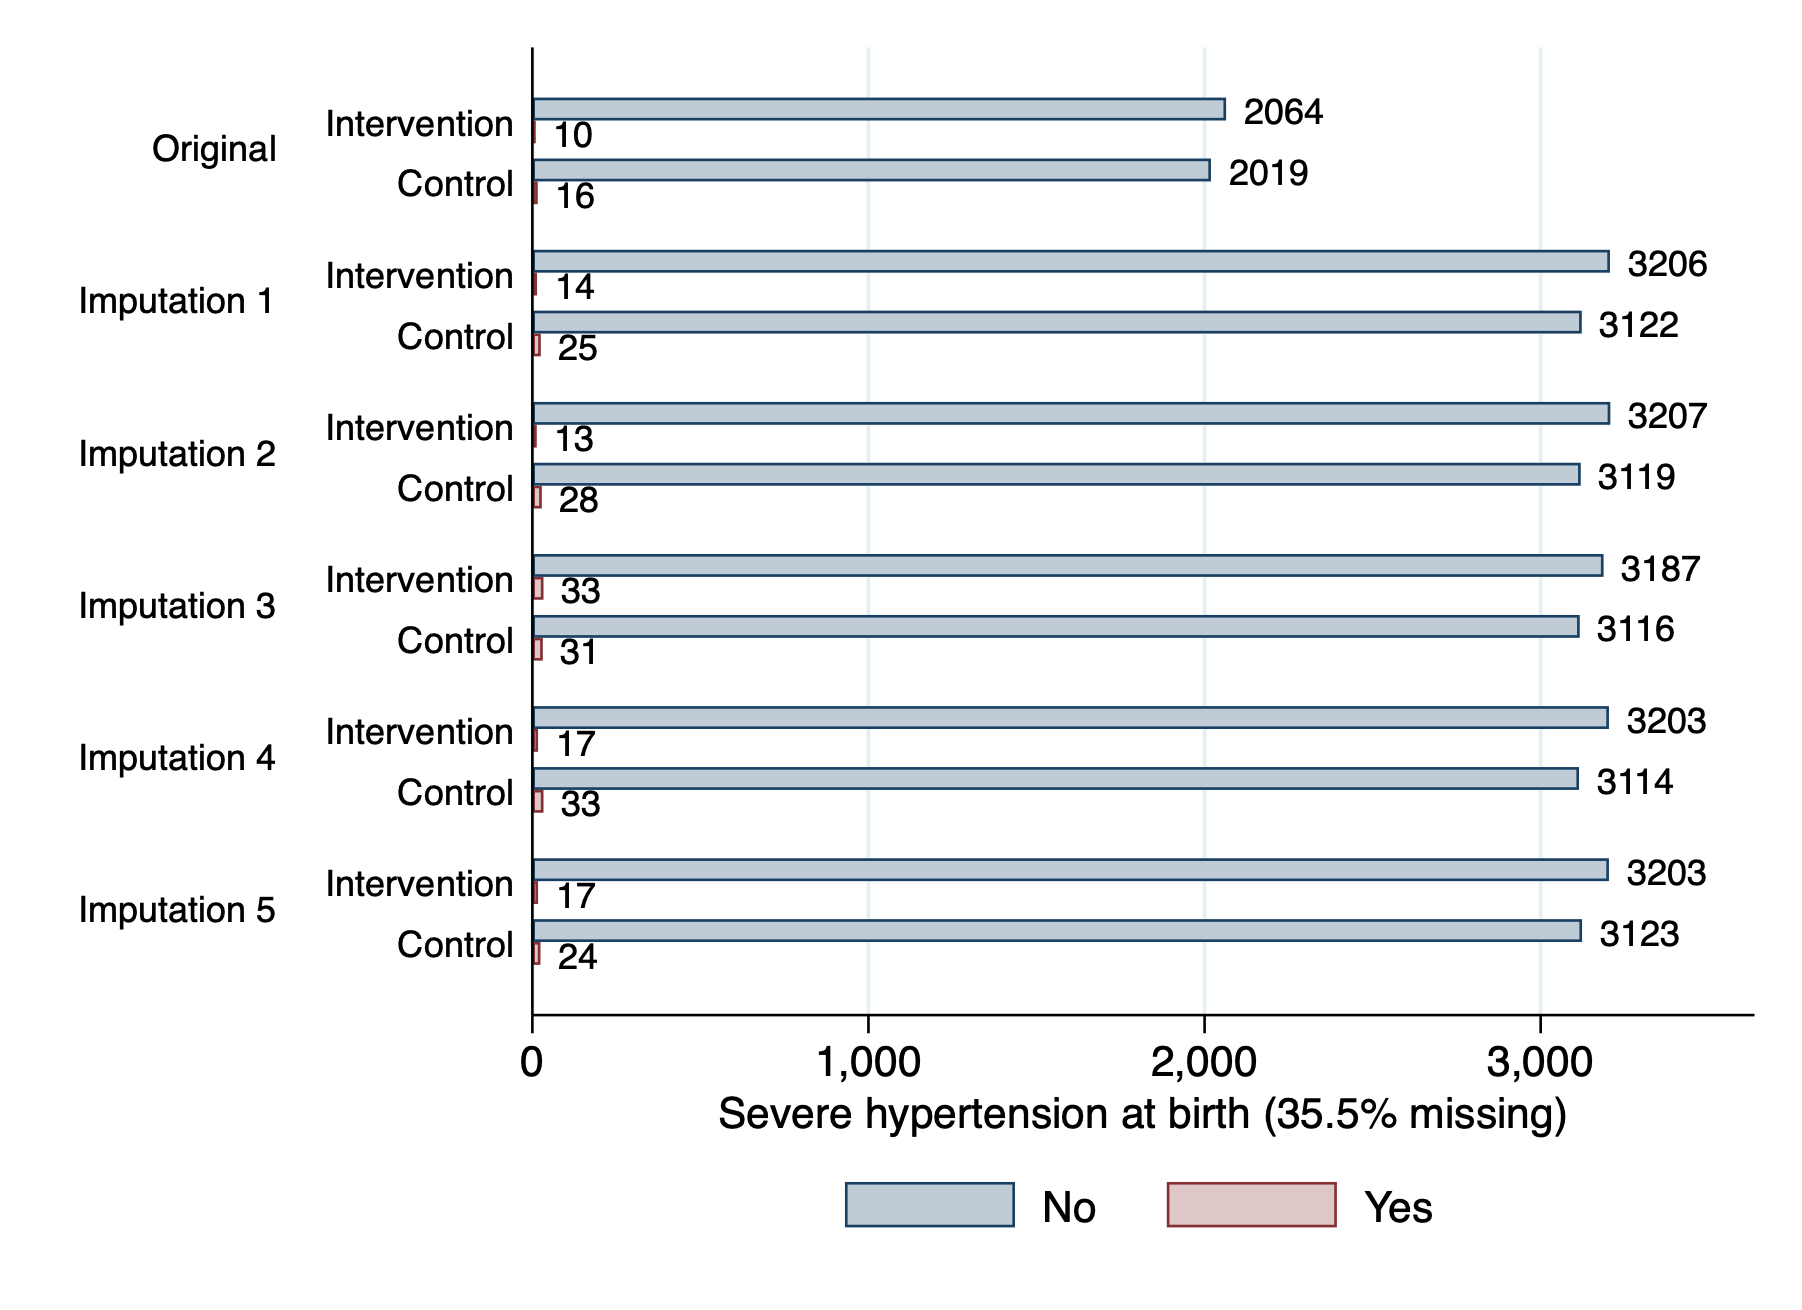 Original
Intervention
2064
10
Control
2019
16
Imputation 1
Intervention
3206
14
Control
3122
25
Imputation 2
Intervention
3207
13
Control
3119
28
Imputation 3
Intervention
3187
33
Control
3116
31
Imputation 4
Intervention
3203
17
Control
3114
33
Imputation 5
Intervention
3203
17
Control
3123
24
0 1,000 2,000 3,000
Severe hypertension at birth (35.5% missing)
No Yes